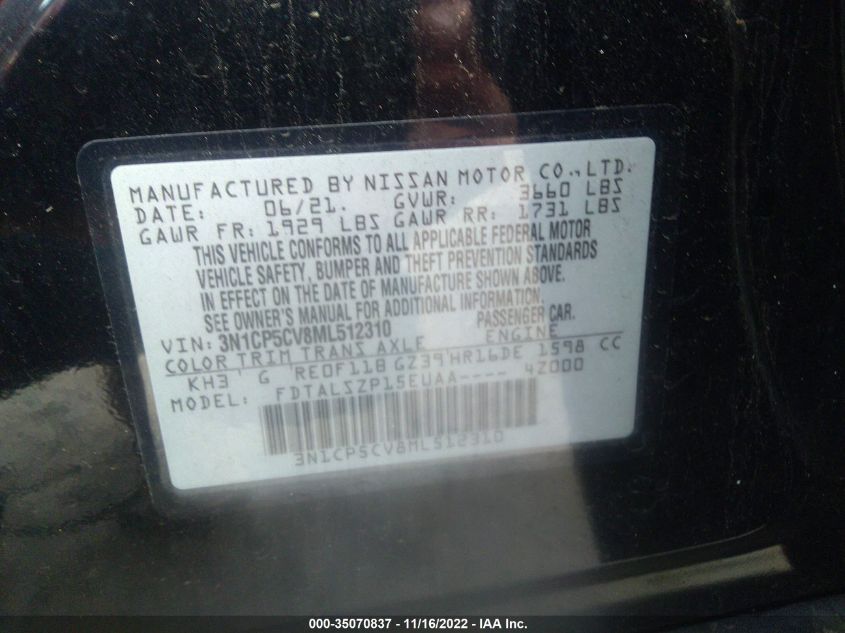 MANUFACTURED BY NISSAN MOTOR CO.,LTD.
DATE: 06/21. GVWR: 3660 LBS
GAWR FR: 1929 LBS GAWR RR: 1731 LBS
THIS VEHICLE CONFORMS TO ALL APPLICABLE FEDERAL MOTOR
VEHICLE SAFETY, BUMPER AND THEFT PREVENTION STANDARDS
IN EFFECT ON THE DATE OF MANUFACTURE SHOWN ABOVE.
SEE OWNER'S MANUAL FOR ADDITIONAL INFORMATION.
VIN: 3N1CP5CV8ML512310 PASSENGER CAR.
COLOR TRIM TRANS AXLE ENGINE
KH3 G RE0F11B GZ39 HR16DE 1598 CC
MODEL: FDTALSZP15EUAA---- 4Z000
3N1CP5CV8ML512310
000-35070837 - 11/16/2022 - IAA Inc.